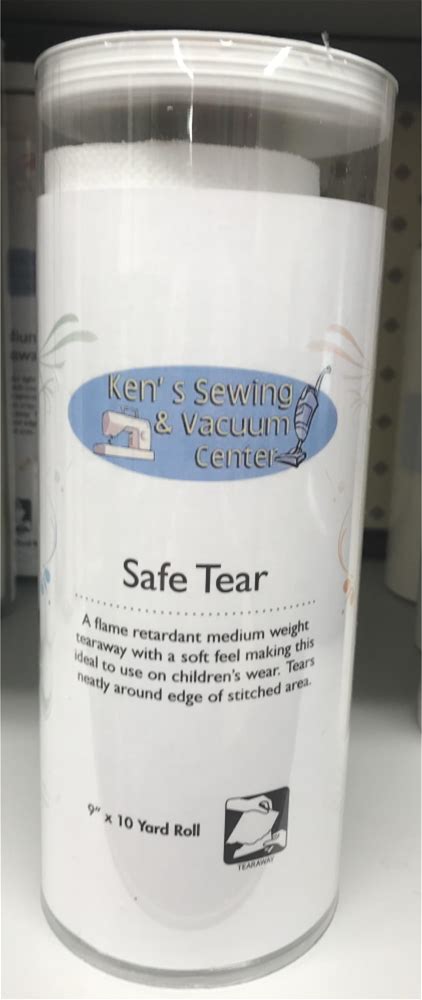 Ken's Sewing
& Vacuum
Center
Safe Tear
A flame retardant medium weight
tearaway with a soft feel making this
ideal to use on children's wear. Tears
neatly around edge of stitched area.
9" x 10 Yard Roll
TEARAWAY